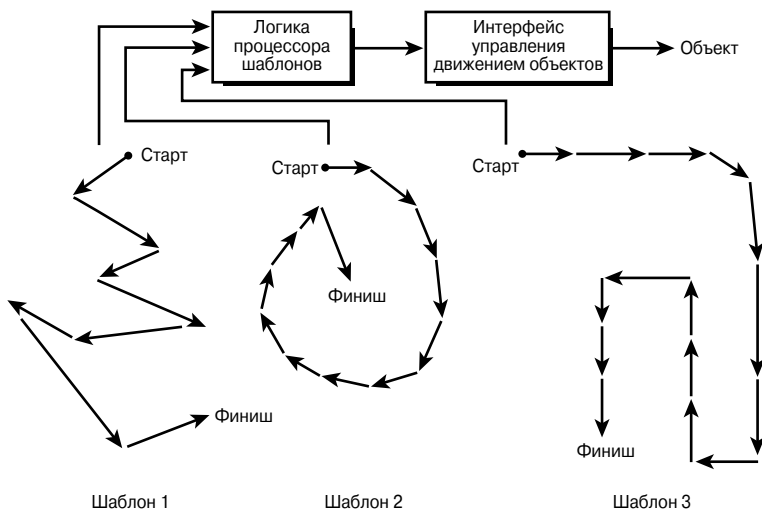 Логика
процессора
шаблонов
Интерфейс
управления
движением объектов
Объект
Старт
Старт
Старт
Финиш
Финиш
Финиш
Шаблон 1
Шаблон 2
Шаблон 3